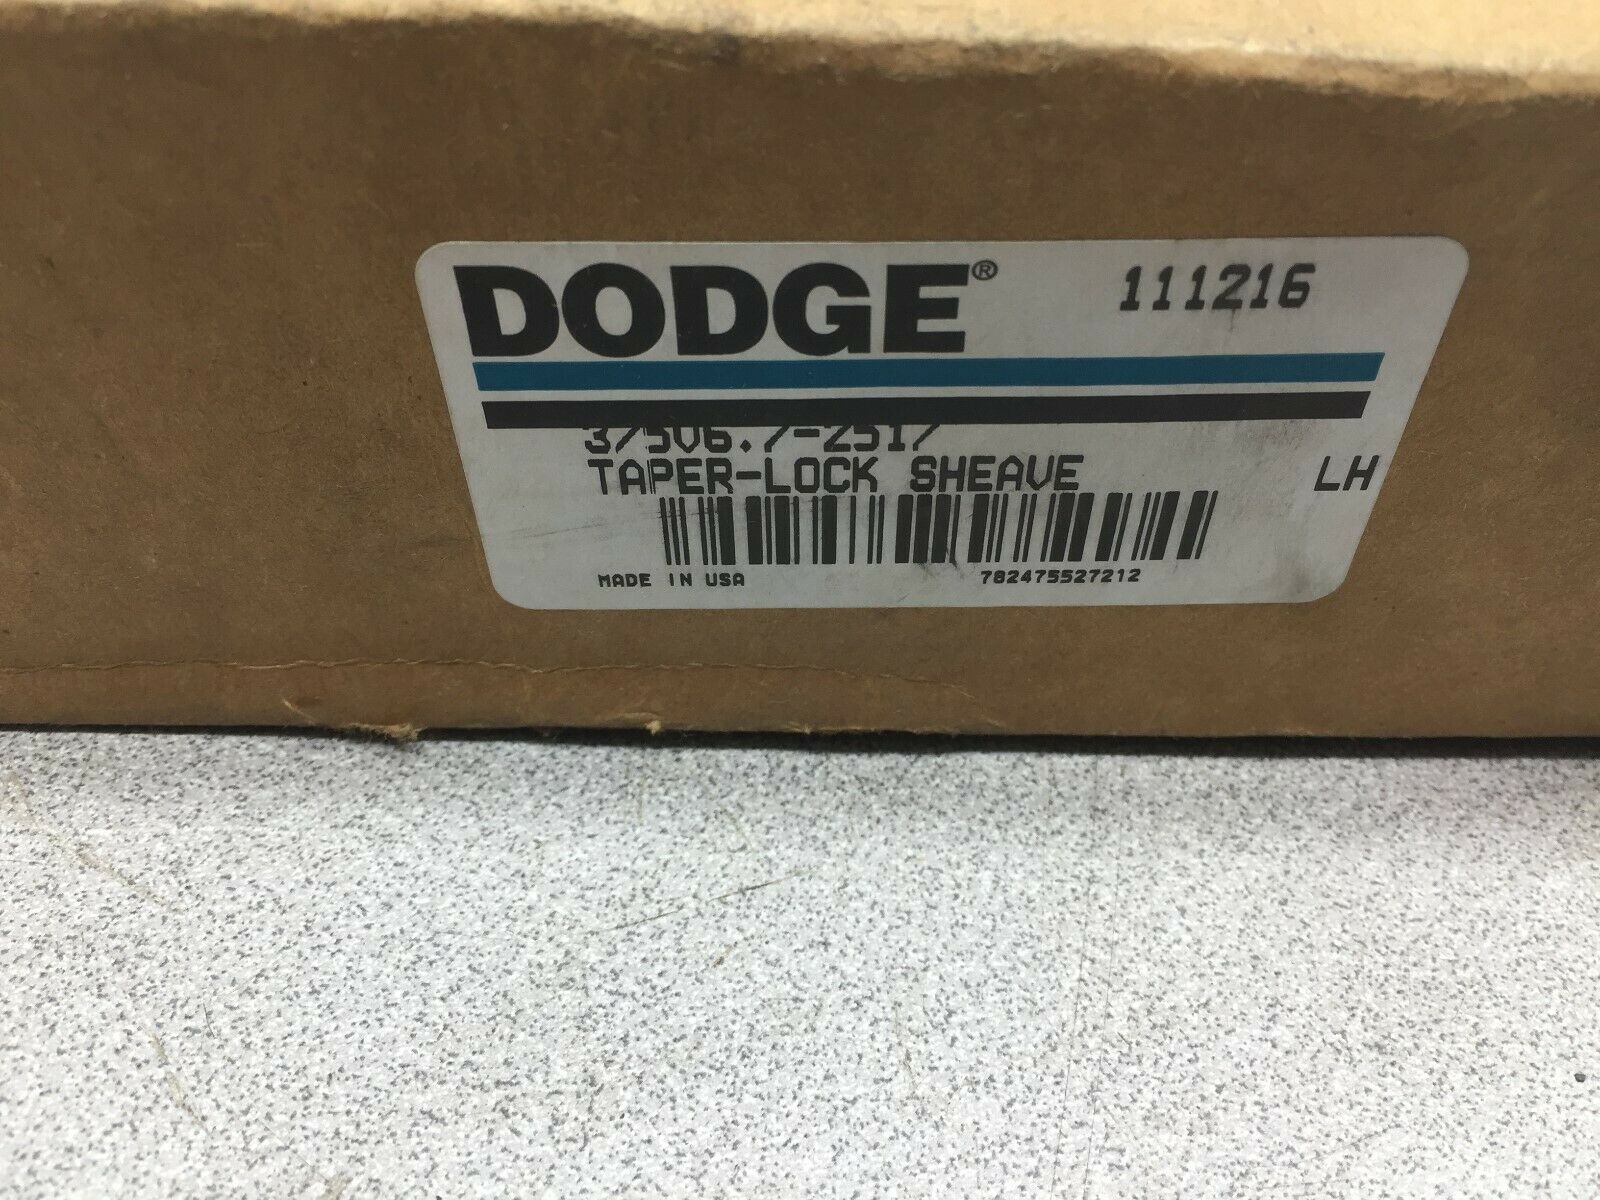 DODGE® 111216
3/5V6.7-2517
TAPER-LOCK SHEAVE LH
MADE IN USA 782475527212